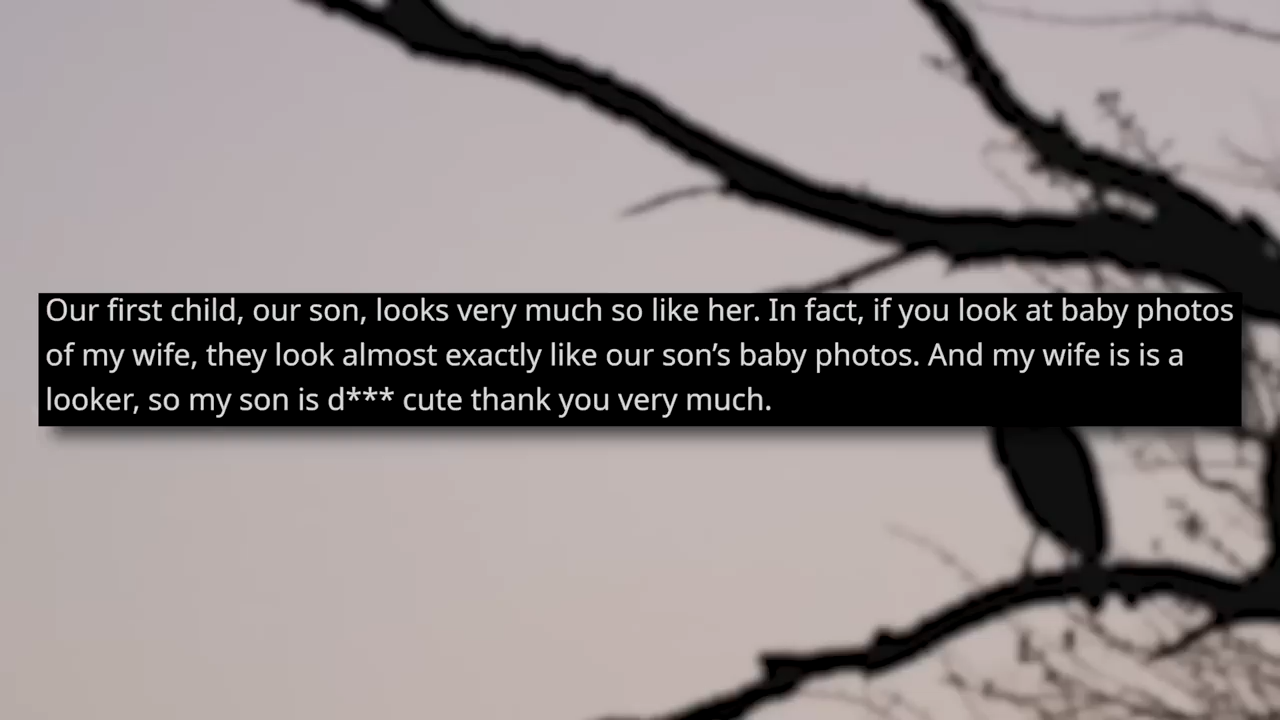 Our first child, our son, looks very much so like her. In fact, if you look at baby photos
of my wife, they look almost exactly like our son’s baby photos. And my wife is is a
looker, so my son is d*** cute thank you very much.